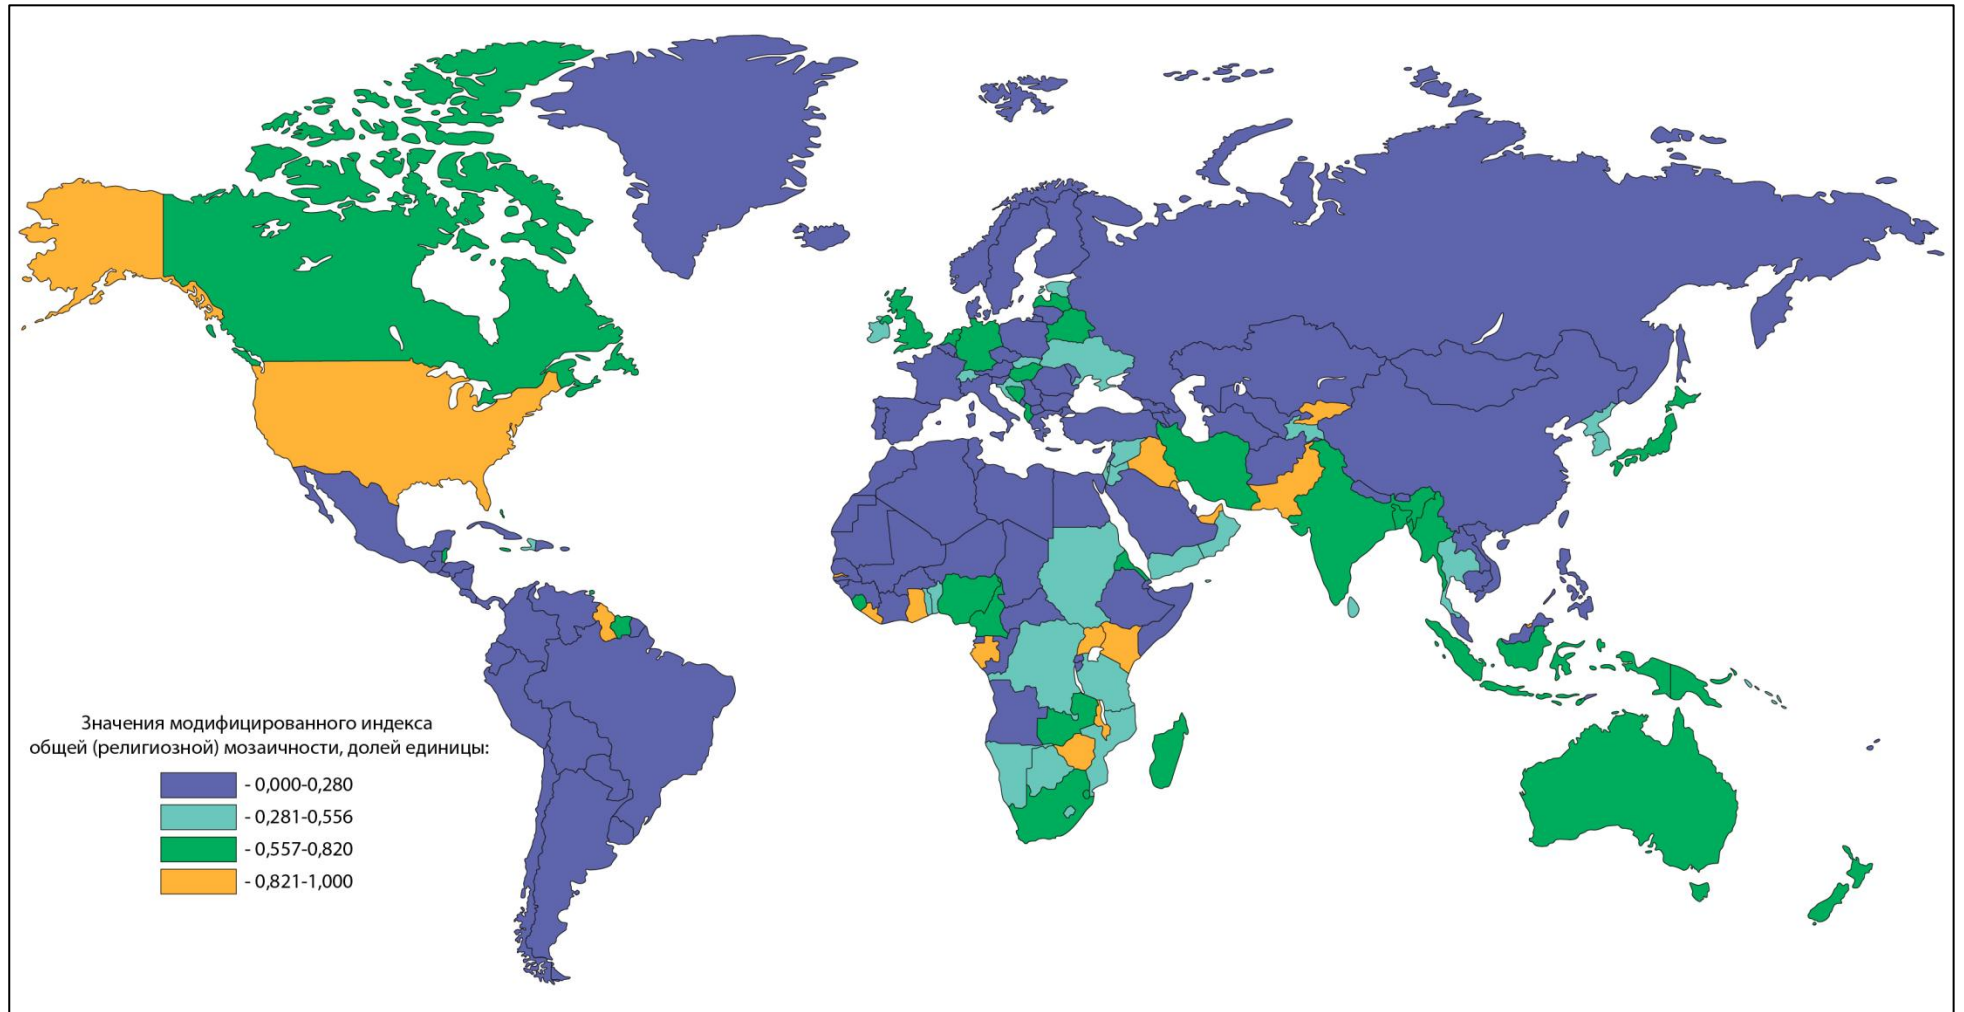 Значения модифицированного индекса
общей (религиозной) мозаичности, долей единицы:
- 0,000-0,280
- 0,281-0,556
- 0,557-0,820
- 0,821-1,000